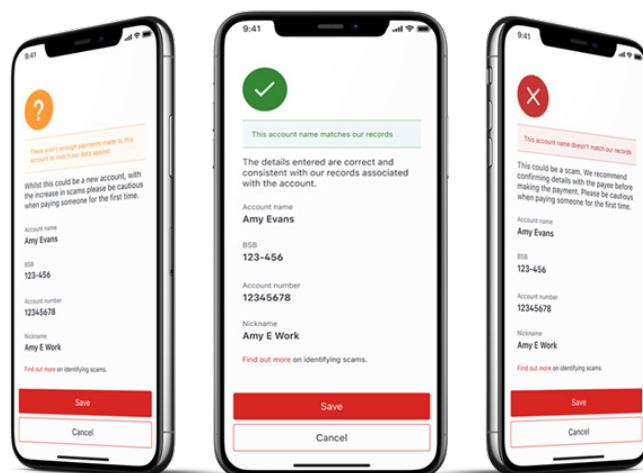 9:41
There aren't enough payments made to this
account to match our data against
Whilst this could be a new account, with
the increase in scams please be cautious
when paying someone for the first time.
Account name
Amy Evans
BSB
123-456
Account number
12345678
Nickname
Amy E Work
Find out more on identifying scams.
Save
Cancel
9:41
This account name matches our records
The details entered are correct and
consistent with our records associated
with the account.
Account name
Amy Evans
BSB
123-456
Account number
12345678
Nickname
Amy E Work
Find out more on identifying scams.
Save
Cancel
9:41
This account name doesn't match our records
This could be a scam. We recommend
confirming details with the payee before
making the payment. Please be cautious
when paying someone for the first time.
Account name
Amy Evans
BSB
123-456
Account number
12345678
Nickname
Amy E Work
Find out more on identifying scams.
Save
Cancel